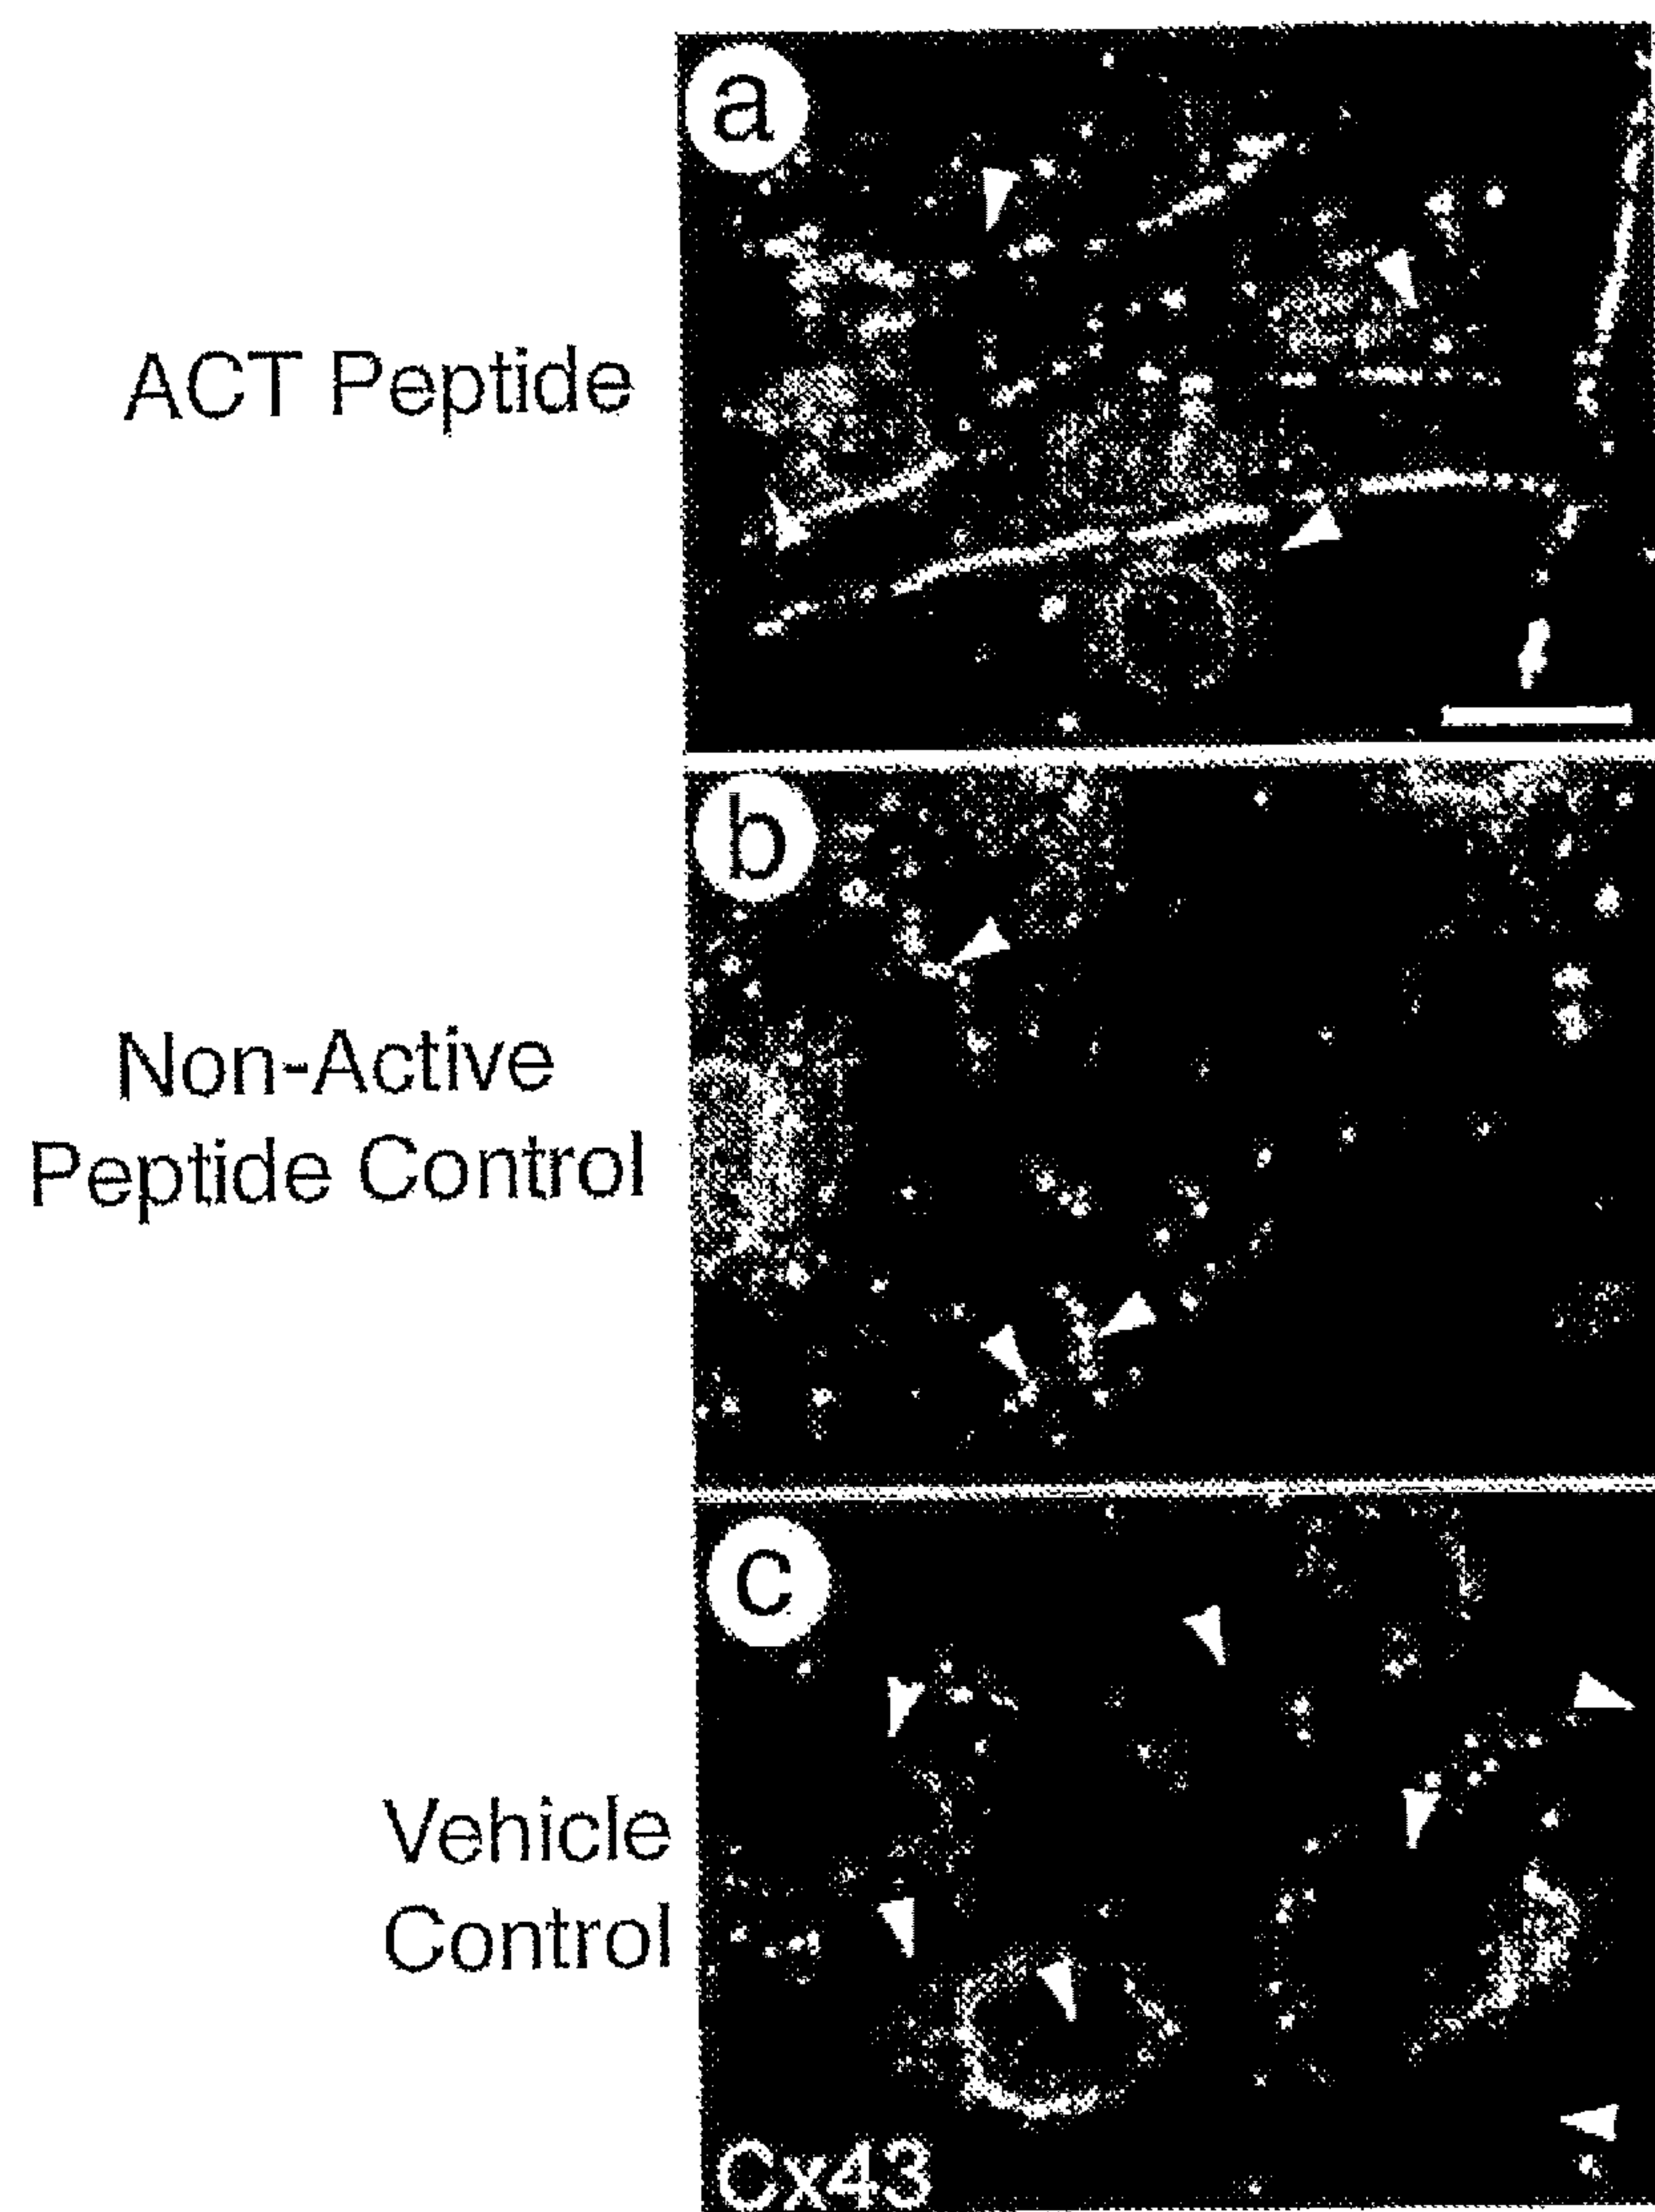 a
ACT Peptide
b
Non-Active
Peptide Control
c
Vehicle
Control
Cx43